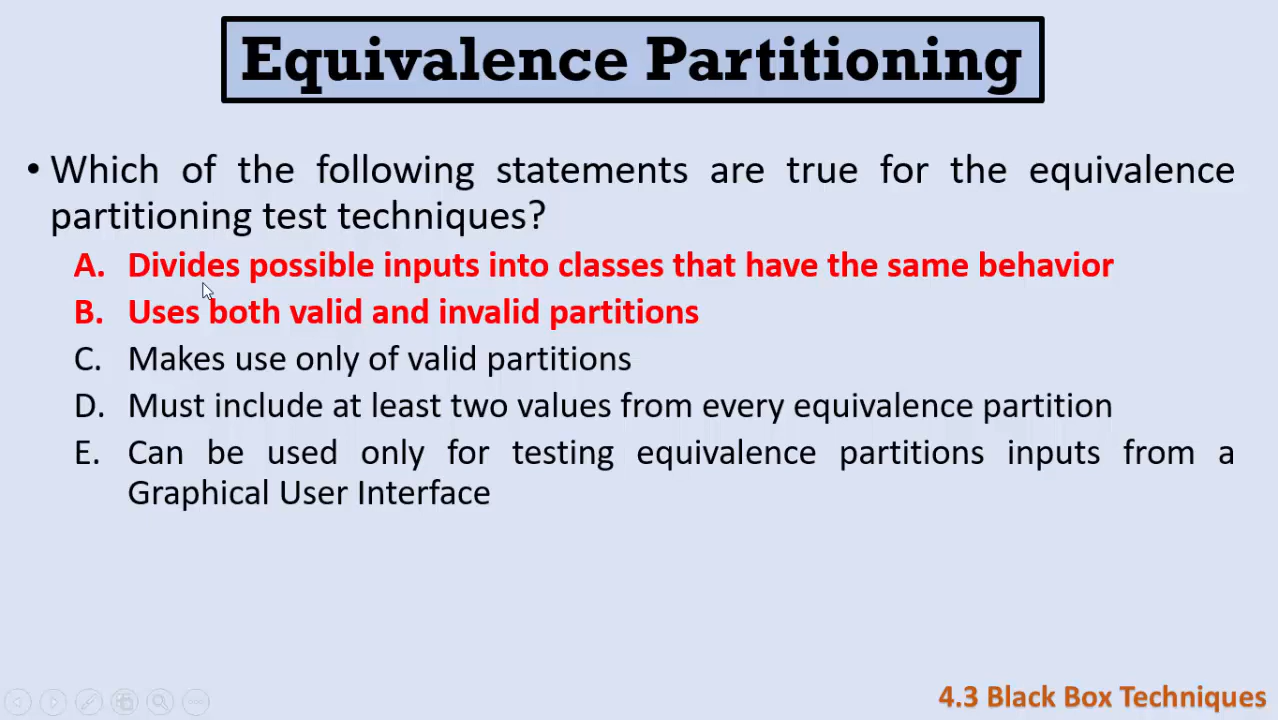 Equivalence Partitioning
• Which of the following statements are true for the equivalence
partitioning test techniques?
A. Divides possible inputs into classes that have the same behavior
B. Uses both valid and invalid partitions
C. Makes use only of valid partitions
D. Must include at least two values from every equivalence partition
E. Can be used only for testing equivalence partitions inputs from a
Graphical User Interface
4.3 Black Box Techniques